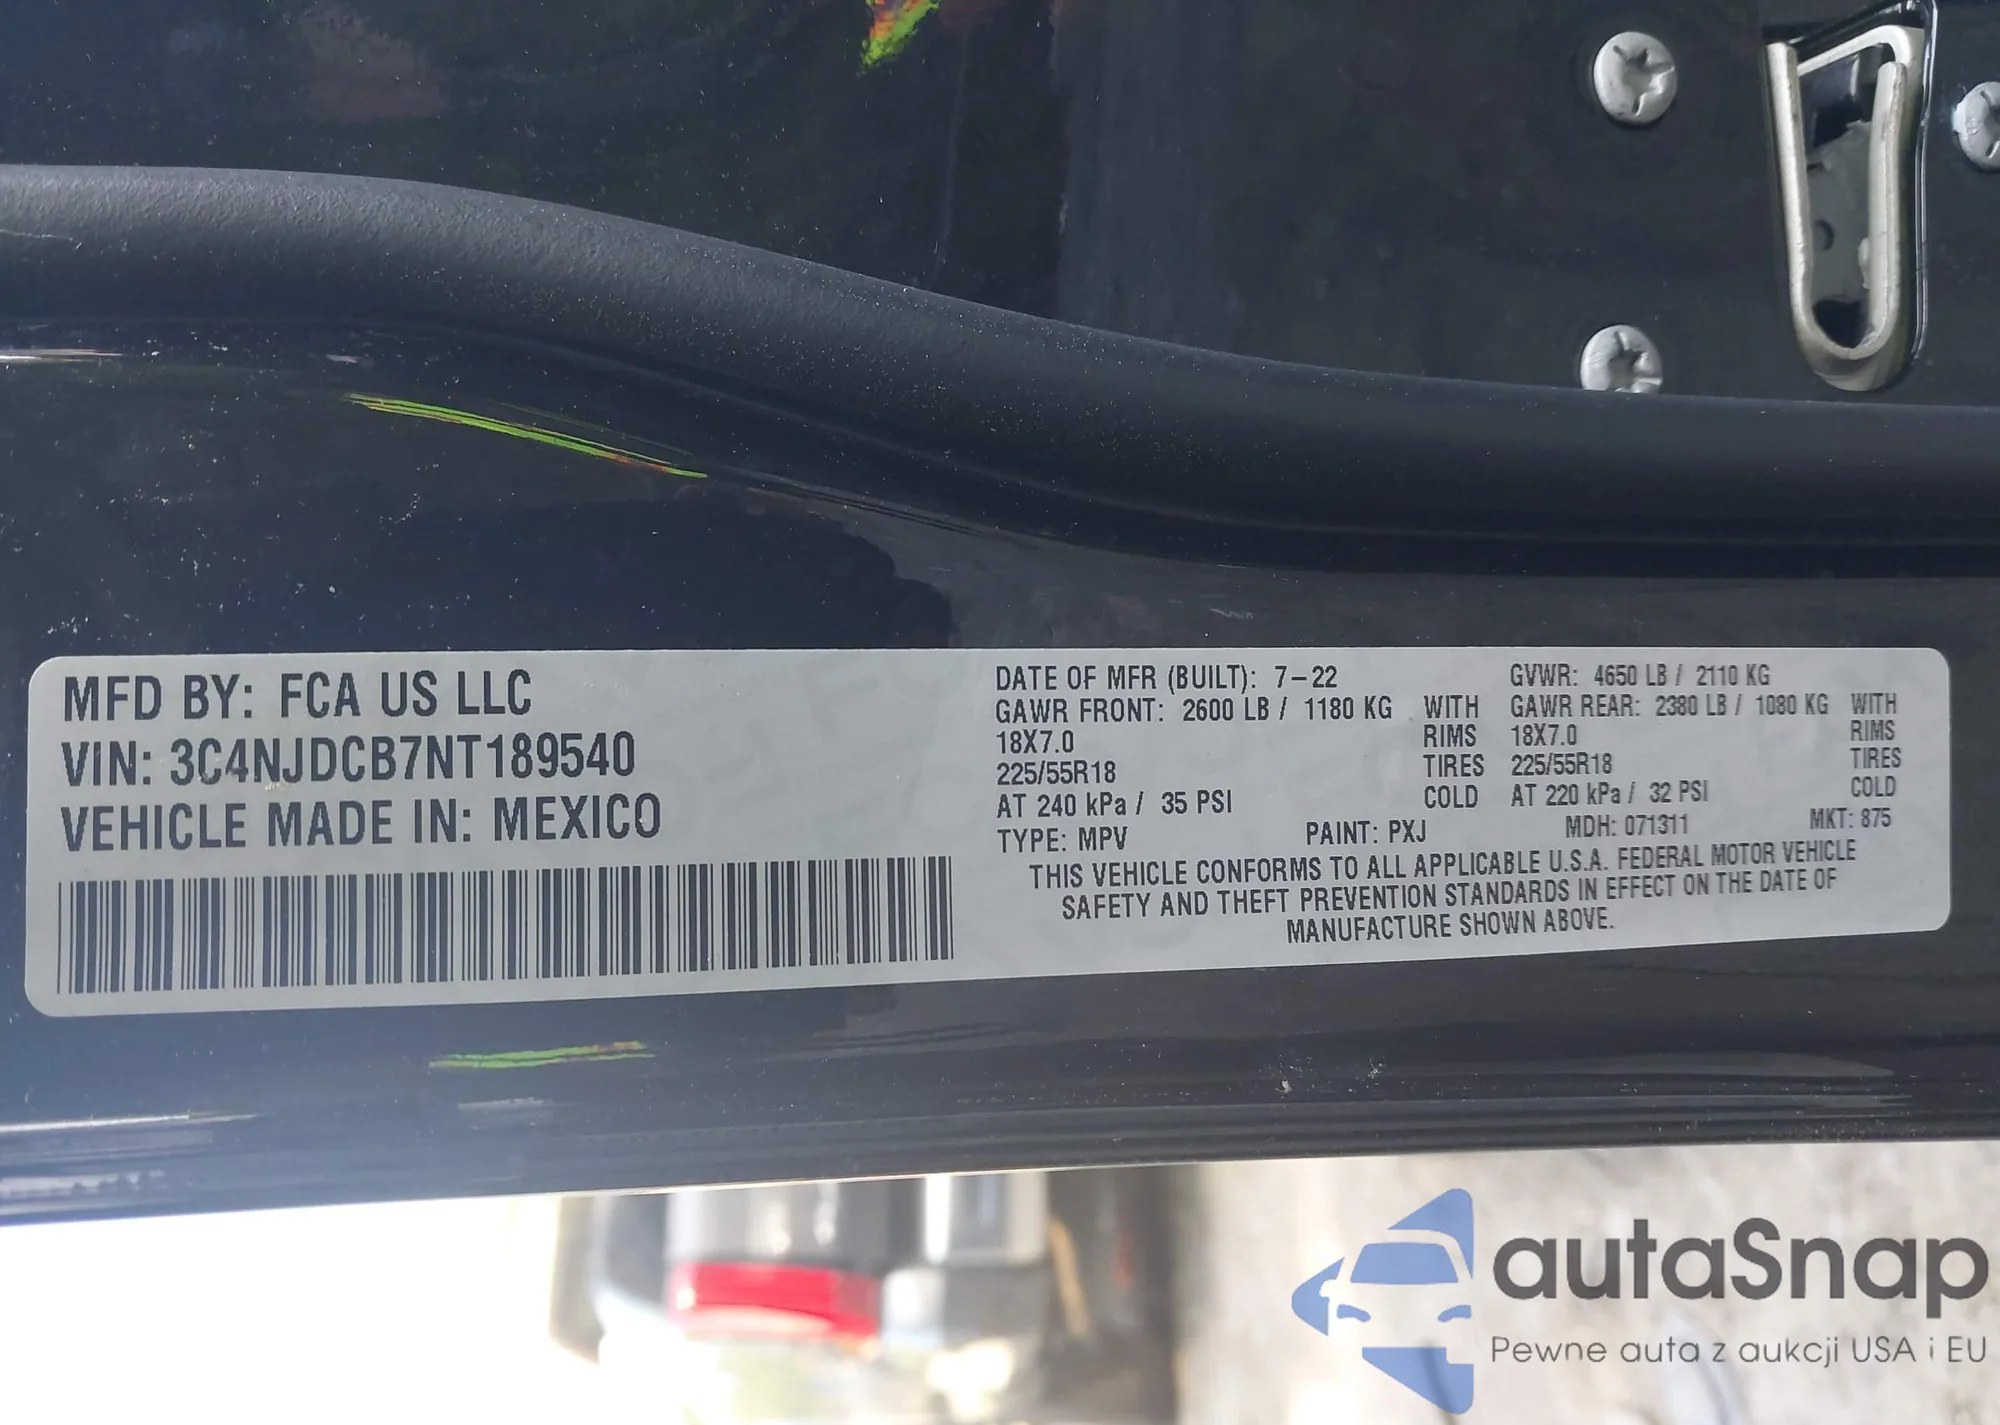 MFD BY: FCA US LLC
VIN: 3C4NJDCB7NT189540
VEHICLE MADE IN: MEXICO
DATE OF MFR (BUILT): 7-22 GVWR: 4650 LB / 2110 KG
GAWR FRONT: 2600 LB / 1180 KG WITH GAWR REAR: 2380 LB / 1080 KG WITH
18X7.0 RIMS 18X7.0 RIMS
225/55R18 TIRES 225/55R18 TIRES
AT 240 kPa / 35 PSI COLD AT 220 kPa / 32 PSI COLD
TYPE: MPV PAINT: PXJ MDH: 071311 MKT: 875
THIS VEHICLE CONFORMS TO ALL APPLICABLE U.S.A. FEDERAL MOTOR VEHICLE
SAFETY AND THEFT PREVENTION STANDARDS IN EFFECT ON THE DATE OF
MANUFACTURE SHOWN ABOVE.
autaSnap
Pewne auta z aukcji USA i EU